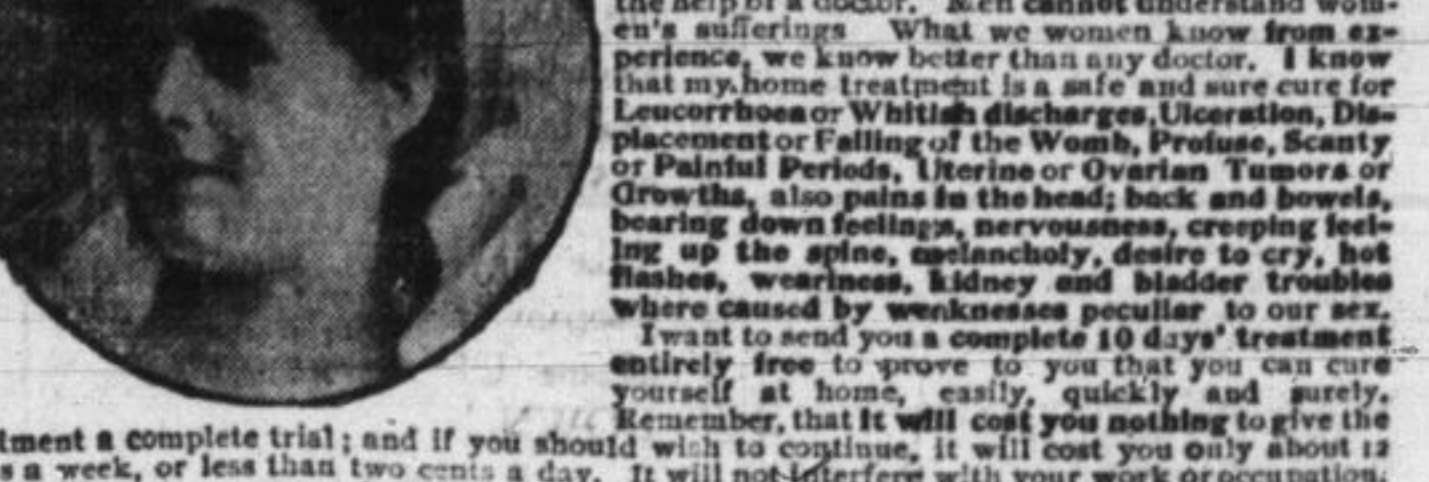 the help of a doctor. Men cannot understand wom-
en's sufferings What we women know from ex-
perience, we know better than any doctor. I know
that my home treatment is a safe and sure cure for
Leucorrhoea or Whitish discharges, Ulceration, Dis-
placement or Falling of the Womb, Profuse, Scanty
or Painful Periods, Uterine or Ovarian Tumors or
Growths, also pains in the head; back and bowels,
bearing down feelings, nervousness, creeping feel-
ing up the spine, melancholy, desire to cry, hot
flashes, weariness, kidney and bladder troubles
where caused by weaknesses peculiar to our sex.
I want to send you a complete 10 days' treatment
entirely free to prove to you that you can cure
yourself at home, easily, quickly and surely.
Remember, that it will cost you nothing to give the
tment a complete trial; and if you should wish to continue, it will cost you only about 12
s a week, or less than two cents a day. It will not interfere with your work or occupation.